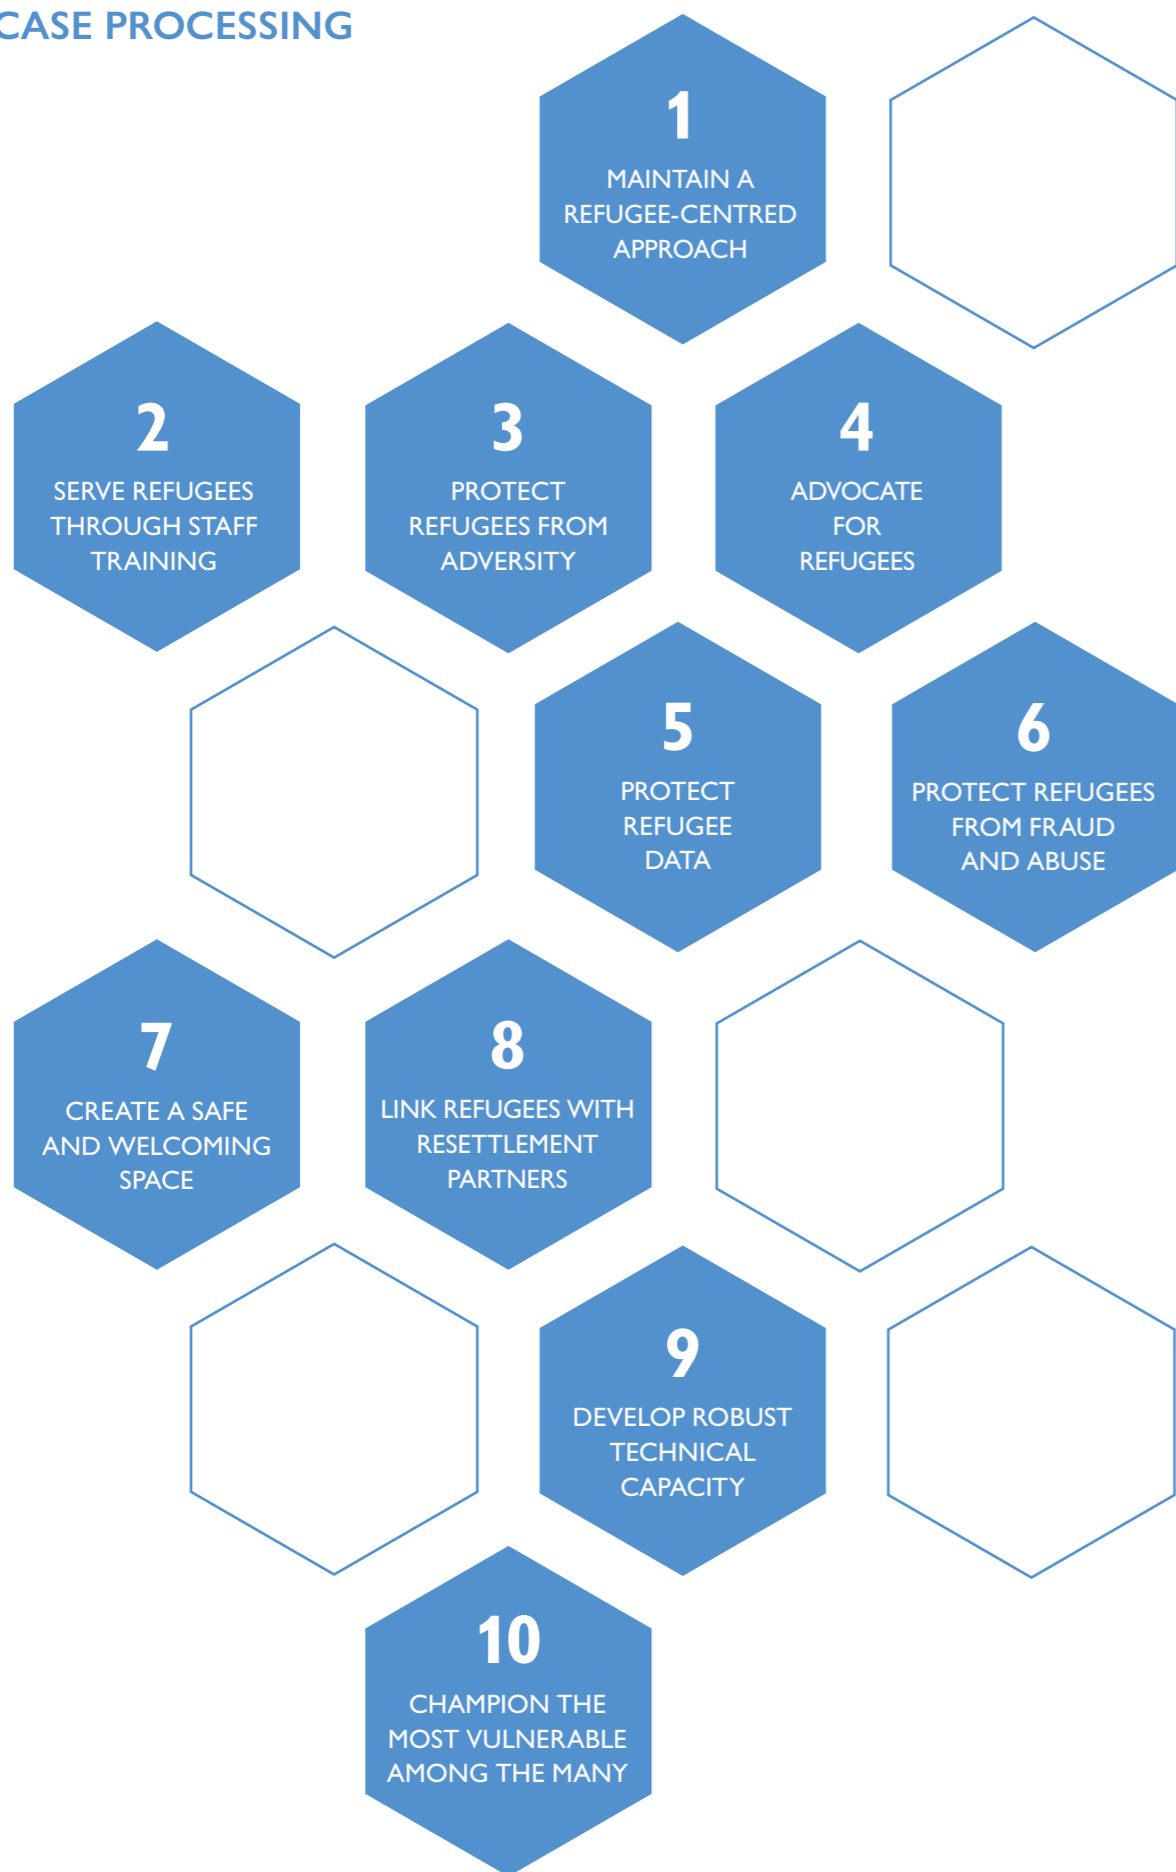 CASE PROCESSING
1
MAINTAIN A
REFUGEE-CENTRED
APPROACH
2
SERVE REFUGEES
THROUGH STAFF
TRAINING
3
PROTECT
REFUGEES FROM
ADVERSITY
4
ADVOCATE
FOR
REFUGEES
5
PROTECT
REFUGEE
DATA
6
PROTECT REFUGEES
FROM FRAUD
AND ABUSE
7
CREATE A SAFE
AND WELCOMING
SPACE
8
LINK REFUGEES WITH
RESETTLEMENT
PARTNERS
9
DEVELOP ROBUST
TECHNICAL
CAPACITY
10
CHAMPION THE
MOST VULNERABLE
AMONG THE MANY